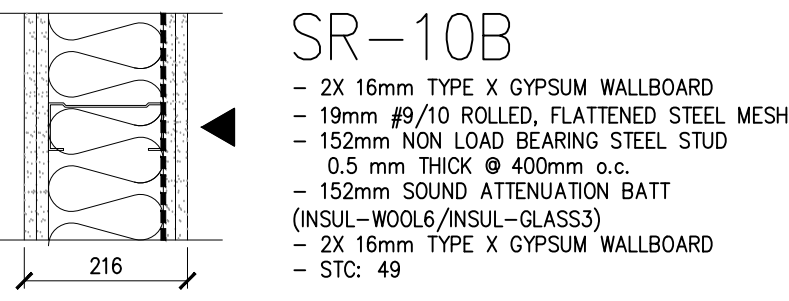 SR-10B
- 2X 16mm TYPE X GYPSUM WALLBOARD
- 19mm #9/10 ROLLED, FLATTENED STEEL MESH
- 152mm NON LOAD BEARING STEEL STUD
0.5 mm THICK @ 400mm o.c.
- 152mm SOUND ATTENUATION BATT
(INSUL-WOOL6/INSUL-GLASS3)
- 2X 16mm TYPE X GYPSUM WALLBOARD
- STC: 49
216